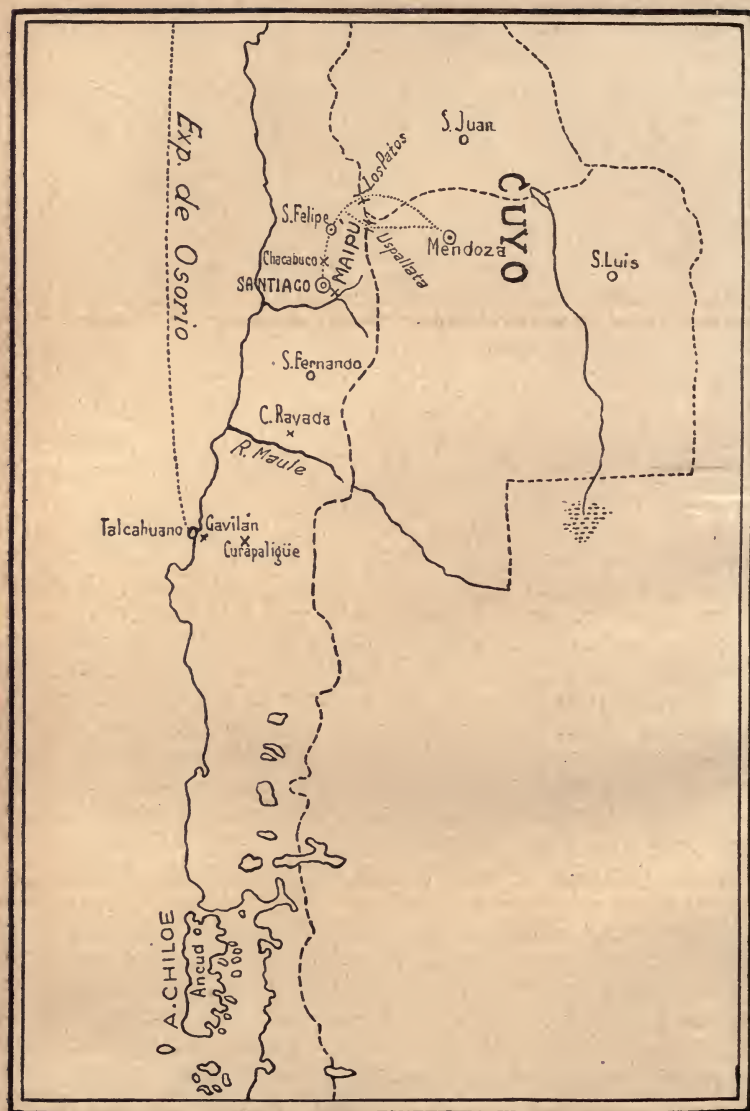 Exp. de Osorio
S. Juan
Los Patos
CUYO
S. Felipe
MAIPÚ
Uspallata
Mendoza
Chacabuco
S. Luis
SANTIAGO
S. Fernando
C. Rayada
R. Maule
Talcahuano
Gavilán
Curapaligüe
A. CHILOE
Ancud